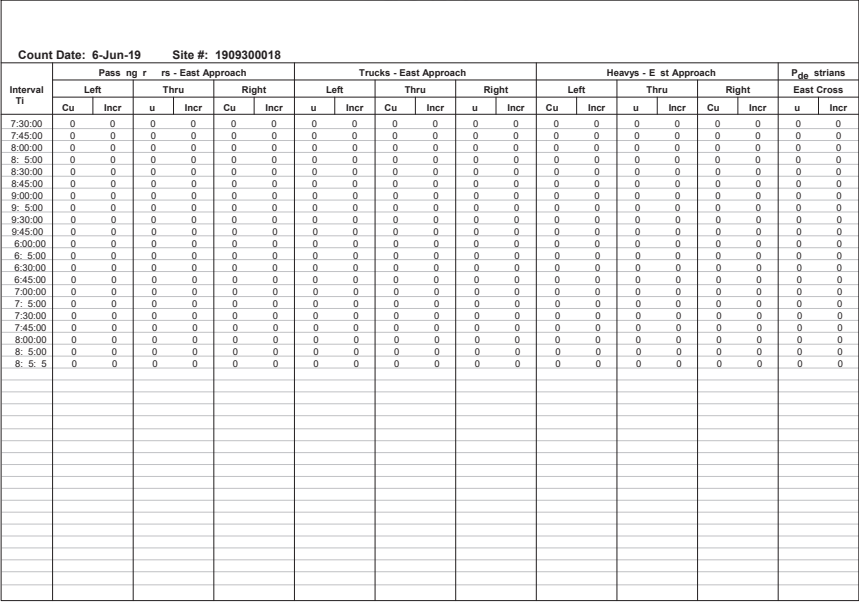 Count Date: 6-Jun-19 Site #: 1909300018
Pass ng r rs - East Approach Trucks - East Approach Heavys - E st Approach Pde strians
Interval Left Thru Right Left Thru Right Left Thru Right East Cross
Ti Cu Incr u Incr Cu Incr u Incr Cu Incr u Incr Cu Incr u Incr Cu Incr u Incr
7:30:00 0 0 0 0 0 0 0 0 0 0 0 0 0 0 0 0 0 0 0 0
7:45:00 0 0 0 0 0 0 0 0 0 0 0 0 0 0 0 0 0 0 0 0
8:00:00 0 0 0 0 0 0 0 0 0 0 0 0 0 0 0 0 0 0 0 0
8: 5:00 0 0 0 0 0 0 0 0 0 0 0 0 0 0 0 0 0 0 0 0
8:30:00 0 0 0 0 0 0 0 0 0 0 0 0 0 0 0 0 0 0 0 0
8:45:00 0 0 0 0 0 0 0 0 0 0 0 0 0 0 0 0 0 0 0 0
9:00:00 0 0 0 0 0 0 0 0 0 0 0 0 0 0 0 0 0 0 0 0
9: 5:00 0 0 0 0 0 0 0 0 0 0 0 0 0 0 0 0 0 0 0 0
9:30:00 0 0 0 0 0 0 0 0 0 0 0 0 0 0 0 0 0 0 0 0
9:45:00 0 0 0 0 0 0 0 0 0 0 0 0 0 0 0 0 0 0 0 0
6:00:00 0 0 0 0 0 0 0 0 0 0 0 0 0 0 0 0 0 0 0 0
6: 5:00 0 0 0 0 0 0 0 0 0 0 0 0 0 0 0 0 0 0 0 0
6:30:00 0 0 0 0 0 0 0 0 0 0 0 0 0 0 0 0 0 0 0 0
6:45:00 0 0 0 0 0 0 0 0 0 0 0 0 0 0 0 0 0 0 0 0
7:00:00 0 0 0 0 0 0 0 0 0 0 0 0 0 0 0 0 0 0 0 0
7: 5:00 0 0 0 0 0 0 0 0 0 0 0 0 0 0 0 0 0 0 0 0
7:30:00 0 0 0 0 0 0 0 0 0 0 0 0 0 0 0 0 0 0 0 0
7:45:00 0 0 0 0 0 0 0 0 0 0 0 0 0 0 0 0 0 0 0 0
8:00:00 0 0 0 0 0 0 0 0 0 0 0 0 0 0 0 0 0 0 0 0
8: 5:00 0 0 0 0 0 0 0 0 0 0 0 0 0 0 0 0 0 0 0 0
8: 5: 5 0 0 0 0 0 0 0 0 0 0 0 0 0 0 0 0 0 0 0 0